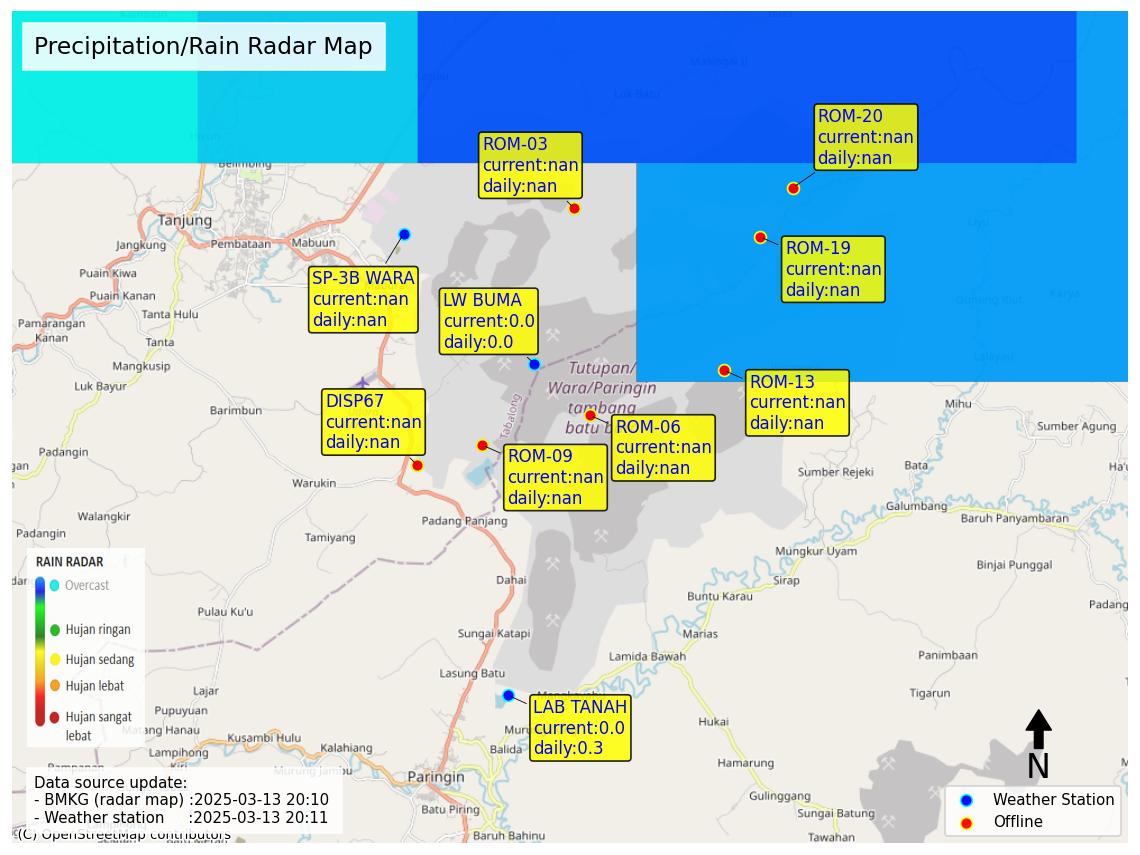 Precipitation/Rain Radar Map
Kapuu
Maringgul
Luk Batu
Belimbing
ROM-20
current:nan
daily:nan
ROM-03
current:nan
daily:nan
Tanjung
Jangkung
Pembataan
Mabuun
ROM-19
current:nan
daily:nan
SP-3B WARA
current:nan
daily:nan
LW BUMA
current:0.0
daily:0.0
Puain Kiwa
Puain Kanan
Tanta Hulu
Pamarangan
Kanan
Tanta
Mangkusip
Luk Bayur
Tutupan/
Wara/Paringin
tambang
batu b
Tabalong
ROM-13
current:nan
daily:nan
DISP67
current:nan
daily:nan
Barimbun
ROM-06
current:nan
daily:nan
ROM-09
current:nan
daily:nan
Mihu
Sumber Agung
Padangin
Warukin
Sumber Rejeki
Bata
Galumbang
Baruh Panyambaran
Walangkir
Padangin
Tamiyang
Padang Panjang
Mungkur Uyam
Binjai Punggal
Sirap
Dahai
Buntu Karau
Padang
Pulau Ku'u
Sungai Katapi
Marias
Lamida Bawah
Panimbaan
Lasung Batu
Lajar
Tigarun
RAIN RADAR
Overcast
Hujan ringan
Hujan sedang
Hujan lebat
Hujan sangat
lebat
Pupuyuan
Matang Hanau
Lampihong
Kusambi Hulu
Kalahiang
Murung Jambu
LAB TANAH
current:0.0
daily:0.3
Balida
Hukai
Hamarung
Paringin
Batu Piring
Baruh Bahinu
Gulinggang
Sungai Batung
Tawahan
N
Data source update:
- BMKG (radar map) :2025-03-13 20:10
- Weather station :2025-03-13 20:11
(C) OpenStreetMap contributors
Weather Station
Offline